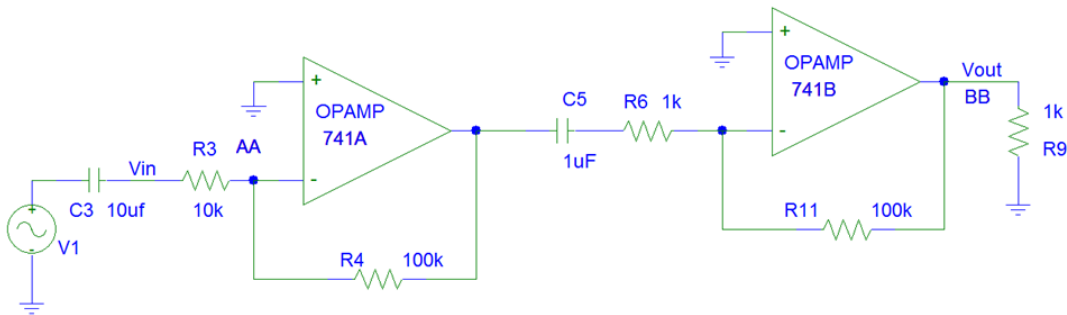 +
OPAMP
741A
-
AA
Vin
R3
10k
C3 10uf
+
-
V1
R4 100k
C5
1uF
R6 1k
+
OPAMP
741B
-
Vout
BB
1k
R9
R11 100k